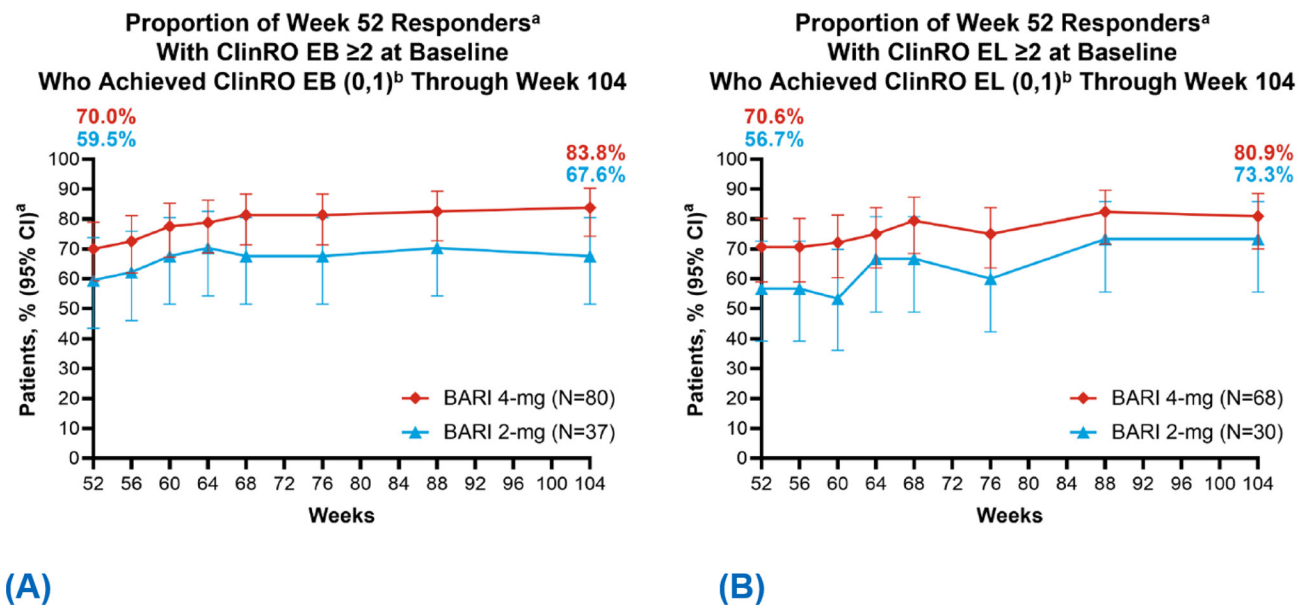 Proportion of Week 52 Respondersᵃ
With ClinRO EB ≥2 at Baseline
Who Achieved ClinRO EB (0,1)ᵇ Through Week 104
70.0%
59.5%
83.8%
67.6%
Patients, % (95% CI)ᵃ
100
90
80
70
60
50
40
30
20
10
0
BARI 4-mg (N=80)
BARI 2-mg (N=37)
52 56 60 64 68 72 76 80 84 88 92 96 100 104
Weeks
(A)
Proportion of Week 52 Respondersᵃ
With ClinRO EL ≥2 at Baseline
Who Achieved ClinRO EL (0,1)ᵇ Through Week 104
70.6%
56.7%
80.9%
73.3%
Patients, % (95% CI)ᵃ
100
90
80
70
60
50
40
30
20
10
0
BARI 4-mg (N=68)
BARI 2-mg (N=30)
52 56 60 64 68 72 76 80 84 88 92 96 100 104
Weeks
(B)